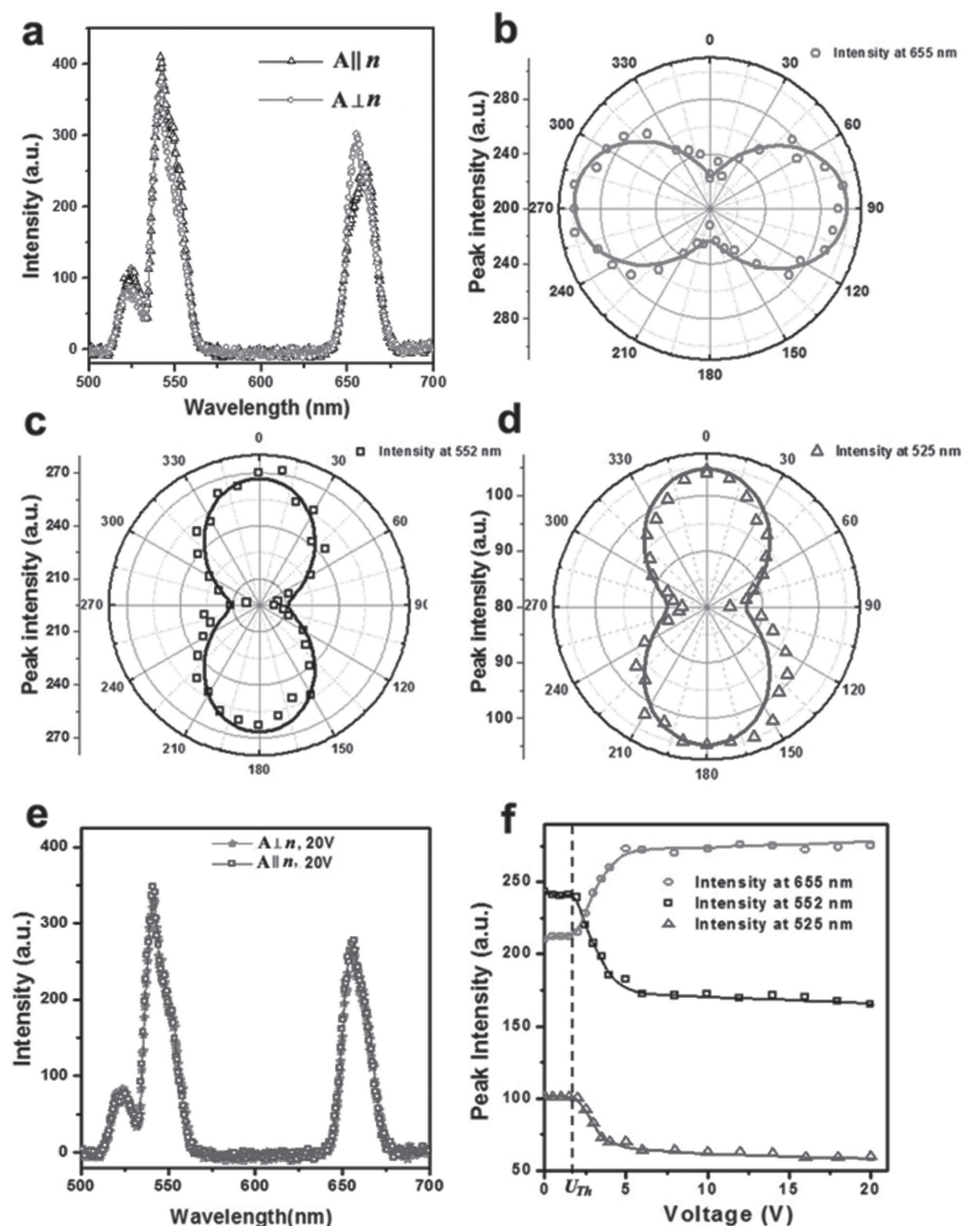 a
400
300
200
100
0
Intensity (a.u.)
A||n
A⊥n
500 550 600 650 700
Wavelength (nm)
b
Intensity at 655 nm
0
330 30
300 60
270 90
240 120
210 150
180
280
240
200
240
280
Peak intensity (a.u.)
c
Intensity at 552 nm
0
330 30
300 60
270 90
240 120
210 150
180
270
240
210
210
240
270
Peak intensity (a.u.)
d
Intensity at 525 nm
0
330 30
300 60
270 90
240 120
210 150
180
100
90
80
90
100
Peak intensity (a.u.)
e
400
300
200
100
0
Intensity (a.u.)
A⊥n, 20V
A||n, 20V
500 550 600 650 700
Wavelength(nm)
f
250
200
150
100
50
Peak Intensity (a.u.)
Intensity at 655 nm
Intensity at 552 nm
Intensity at 525 nm
0 U_Th 5 10 15 20
Voltage (V)